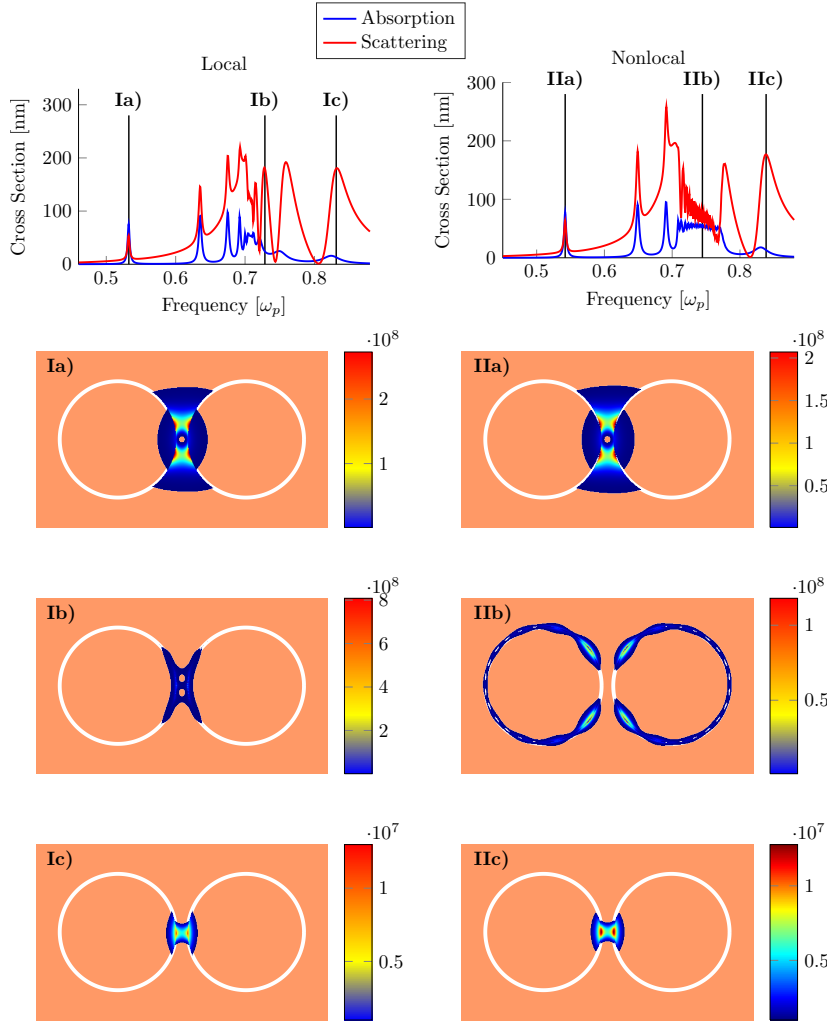 Absorption
Scattering
Local
Nonlocal
Ia)
Ib)
Ic)
IIa)
IIb)
IIc)
Cross Section [nm]
300
200
100
0
0.5
0.6
0.7
0.8
Frequency [ωp]
Cross Section [nm]
300
200
100
0
0.5
0.6
0.7
0.8
Frequency [ωp]
Ia)
·10⁸
2
1
IIa)
·10⁸
2
1.5
1
0.5
Ib)
·10⁸
8
6
4
2
IIb)
·10⁸
1
0.5
Ic)
·10⁷
1
0.5
IIc)
·10⁷
1
0.5